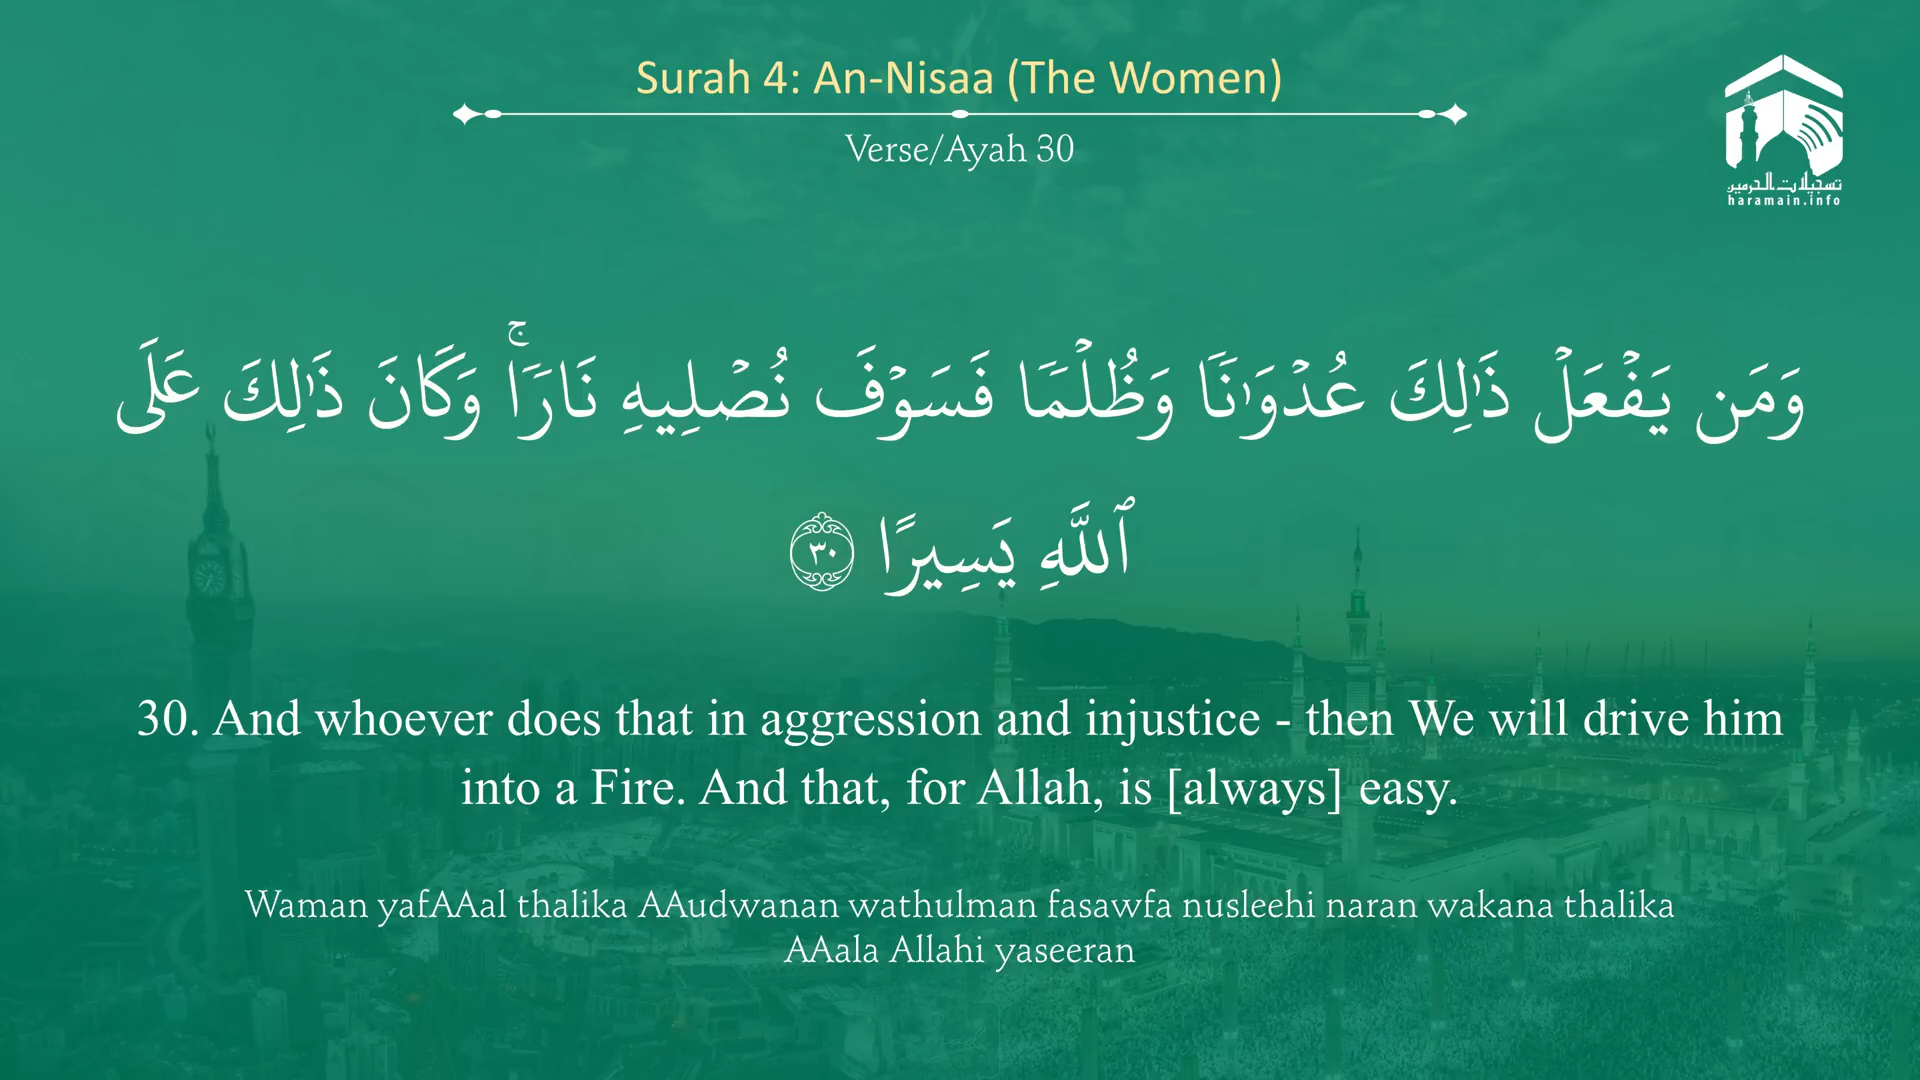 Surah 4: An-Nisaa (The Women)
Verse/Ayah 30
تسجيلات الحرمين
haramain.info
وَمَن يَفْعَلْ ذَٰلِكَ عُدْوَٰنًا وَظُلْمًا فَسَوْفَ نُصْلِيهِ نَارًا ۚ وَكَانَ ذَٰلِكَ عَلَى
ٱللَّهِ يَسِيرًا ٣٠
30. And whoever does that in aggression and injustice - then We will drive him
into a Fire. And that, for Allah, is [always] easy.
Waman yafAAal thalika AAudwanan wathulman fasawfa nusleehi naran wakana thalika
AAala Allahi yaseeran